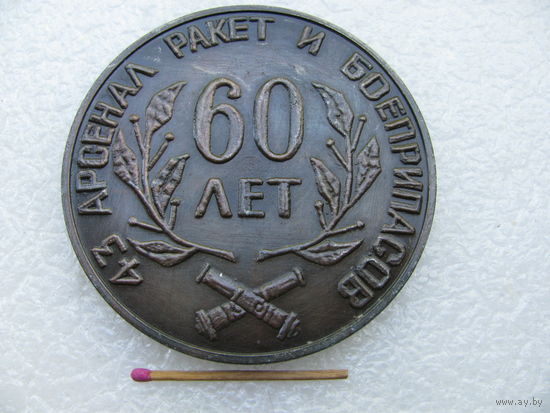 43 АРСЕНАЛ РАКЕТ И БОЕПРИПАСОВ
60
ЛЕТ
www.ay.by